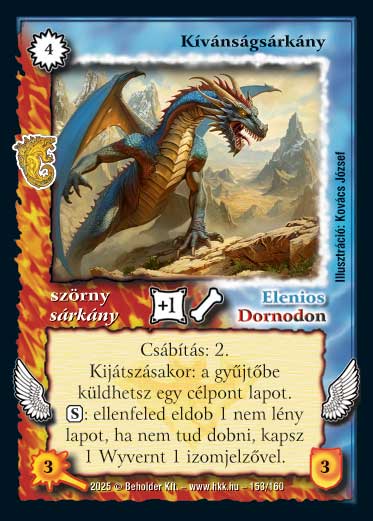 4
Kívánságsárkány
Illusztráció: Kovács József
szörny
sárkány
+1
Elenios
Dornodon
Csábítás: 2.
Kijátszásakor: a gyűjtőbe
küldhetsz egy célpont lapot.
S: ellenfeled eldob 1 nem lény
lapot, ha nem tud dobni, kapsz
1 Wyvernt 1 izomjelzővel.
3
2025 © Beholder Kft. – www.hkk.hu – 153/160
3